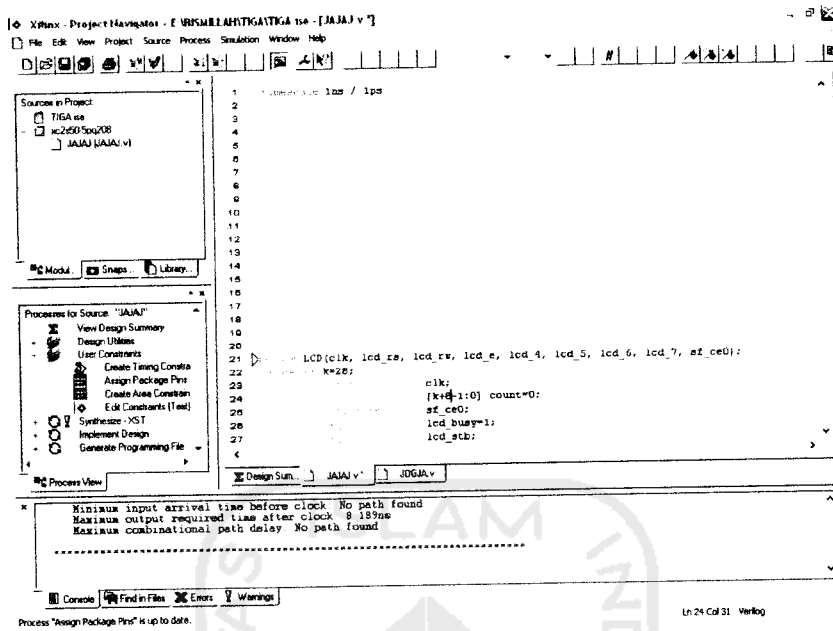 Xilinx - Project Navigator - E:\BISMILLAH\TIGA\TIGA.ise - [JAJAJ.v *]
File Edit View Project Source Process Simulation Window Help
Sources in Project:
TIGA.ise
xc2s50-5pq208
JAJAJ (JAJAJ.v)
Modul... Snaps... Library...
Processes for Source: "JAJAJ"
View Design Summary
Design Utilities
User Constraints
Create Timing Constra
Assign Package Pins
Create Area Constrain
Edit Constraints (Text)
Synthesize - XST
Implement Design
Generate Programming File
Process View
1 `timescale 1ns / 1ps
2
3
4
5
6
7
8
9
10
11
12
13
14
15
16
17
18
19
20
21 LCD(clk, lcd_rs, lcd_rw, lcd_e, lcd_4, lcd_5, lcd_6, lcd_7, sf_ce0);
22 k=28;
23 clk;
24 [k+8-1:0] count=0;
25 sf_ce0;
26 lcd_busy=1;
27 lcd_stb;
Design Sum... JAJAJ.v* JOGJA.v
Minimum input arrival time before clock: No path found
Maximum output required time after clock: 8.189ns
Maximum combinational path delay: No path found
Console Find in Files Errors Warnings
Process "Assign Package Pins" is up to date.
Ln 24 Col 31 Verilog
ISLAM